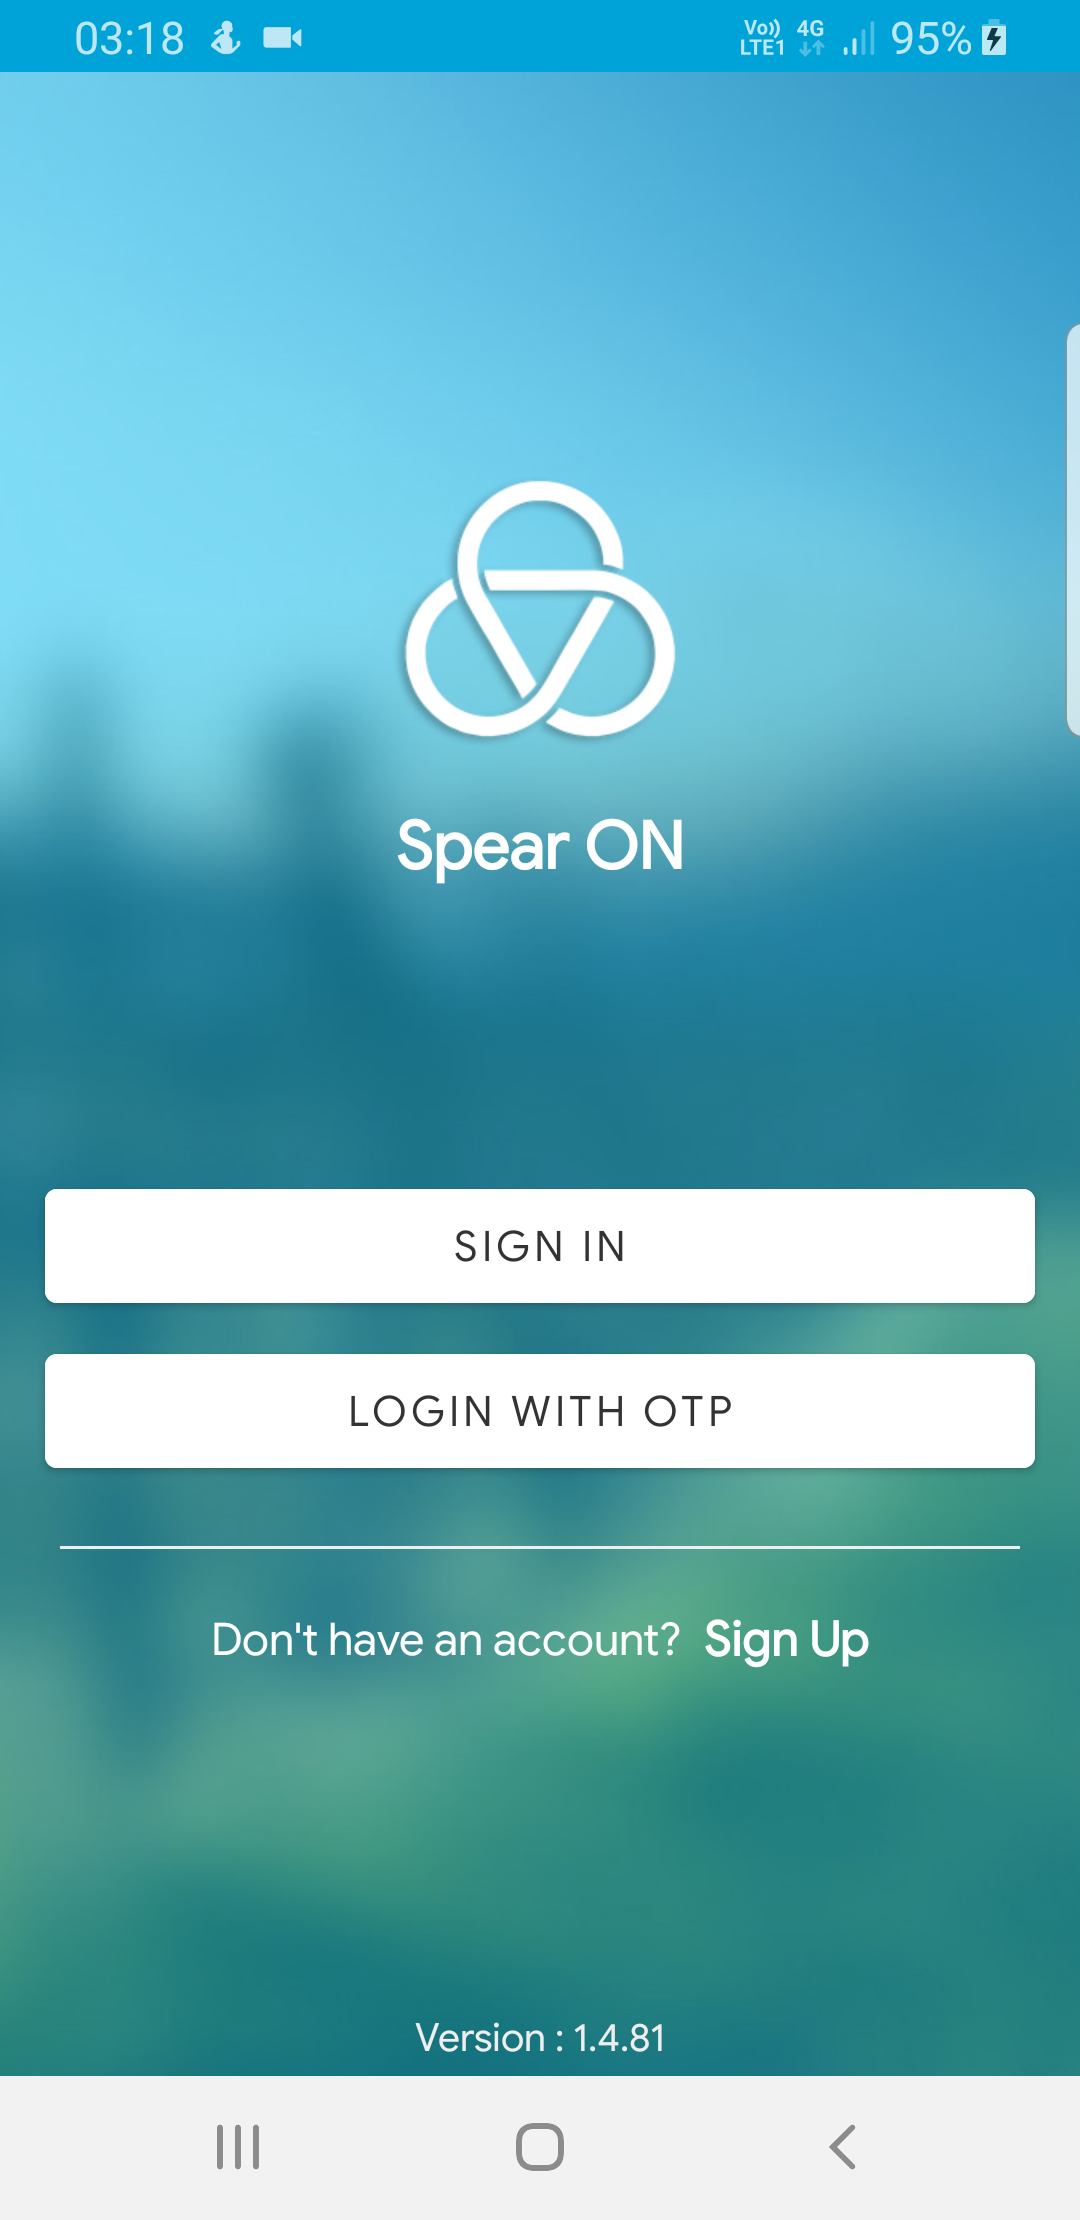 03:18 Vo)) LTE1 4G 95%
Spear ON
SIGN IN
LOGIN WITH OTP
Don't have an account? Sign Up
Version : 1.4.81